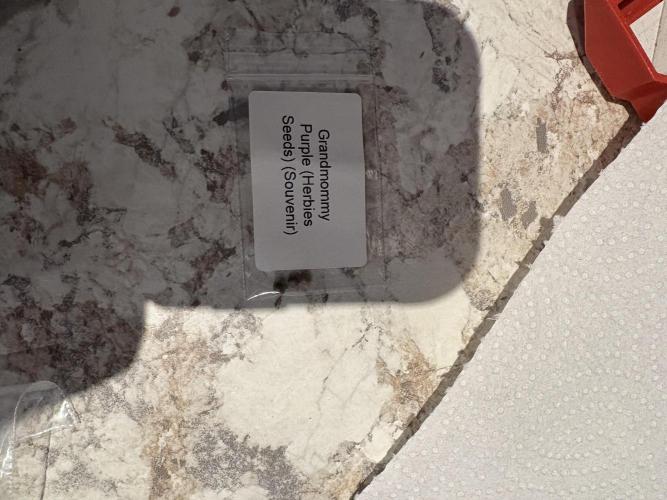 Grandmommy
Purple (Herbies
Seeds) (Souvenir)